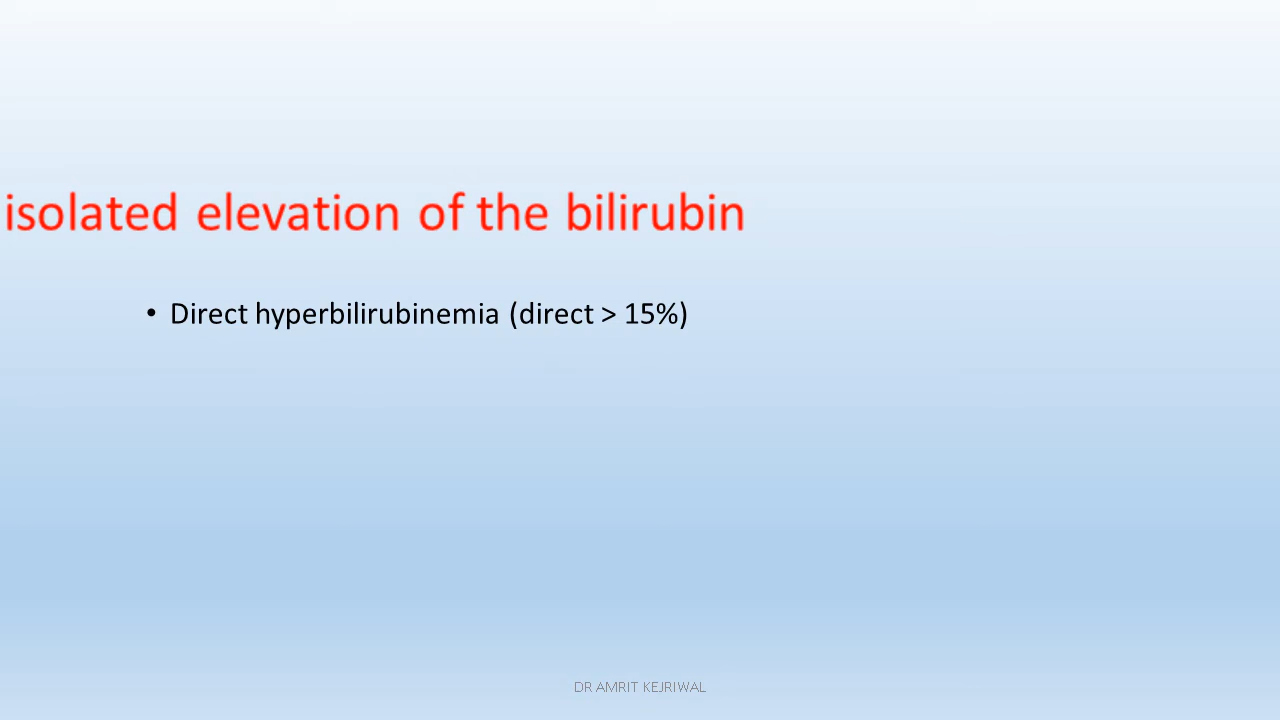 isolated elevation of the bilirubin
• Direct hyperbilirubinemia (direct > 15%)
DR AMRIT KEJRIWAL